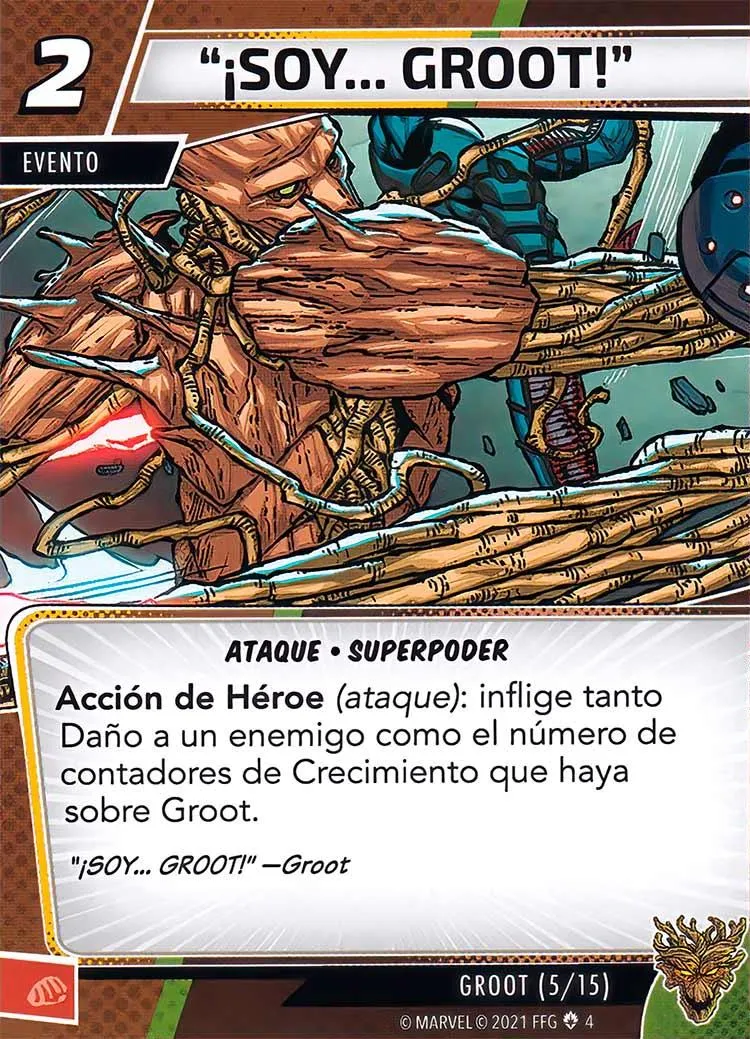 2
“¡SOY... GROOT!”
EVENTO
ATAQUE • SUPERPODER
Acción de Héroe (ataque): inflige tanto
Daño a un enemigo como el número de
contadores de Crecimiento que haya
sobre Groot.
"¡SOY... GROOT!" —Groot
GROOT (5/15)
© MARVEL © 2021 FFG 4